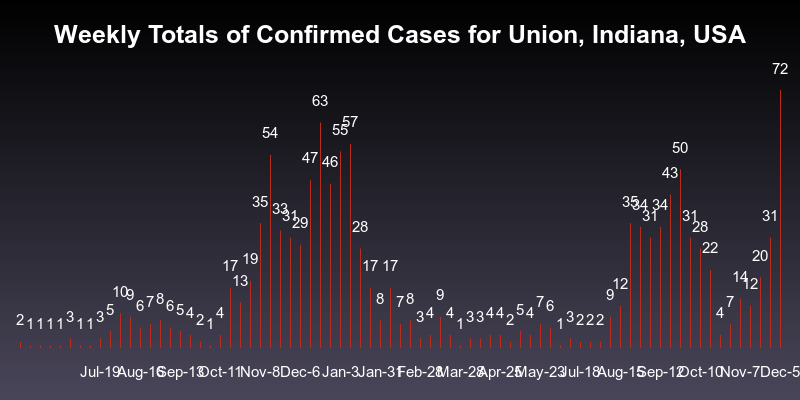 Weekly Totals of Confirmed Cases for Union, Indiana, USA
2 1 1 1 1 3 1 1 3 5 10 9 6 7 8 6 5 4 2 1 4 17 13 19 35 54 33 31 29 47 63 46 55 57 28 17 8 17 7 8 3 4 9 4 1 3 3 4 4 2 5 4 7 6 1 3 2 2 2 9 12 35 34 31 34 43 50 31 28 22 4 7 14 12 20 31 72
Jul-19 Aug-16 Sep-13 Oct-11 Nov-8 Dec-6 Jan-3 Jan-31 Feb-28 Mar-28 Apr-25 May-23 Jul-18 Aug-15 Sep-12 Oct-10 Nov-7 Dec-5